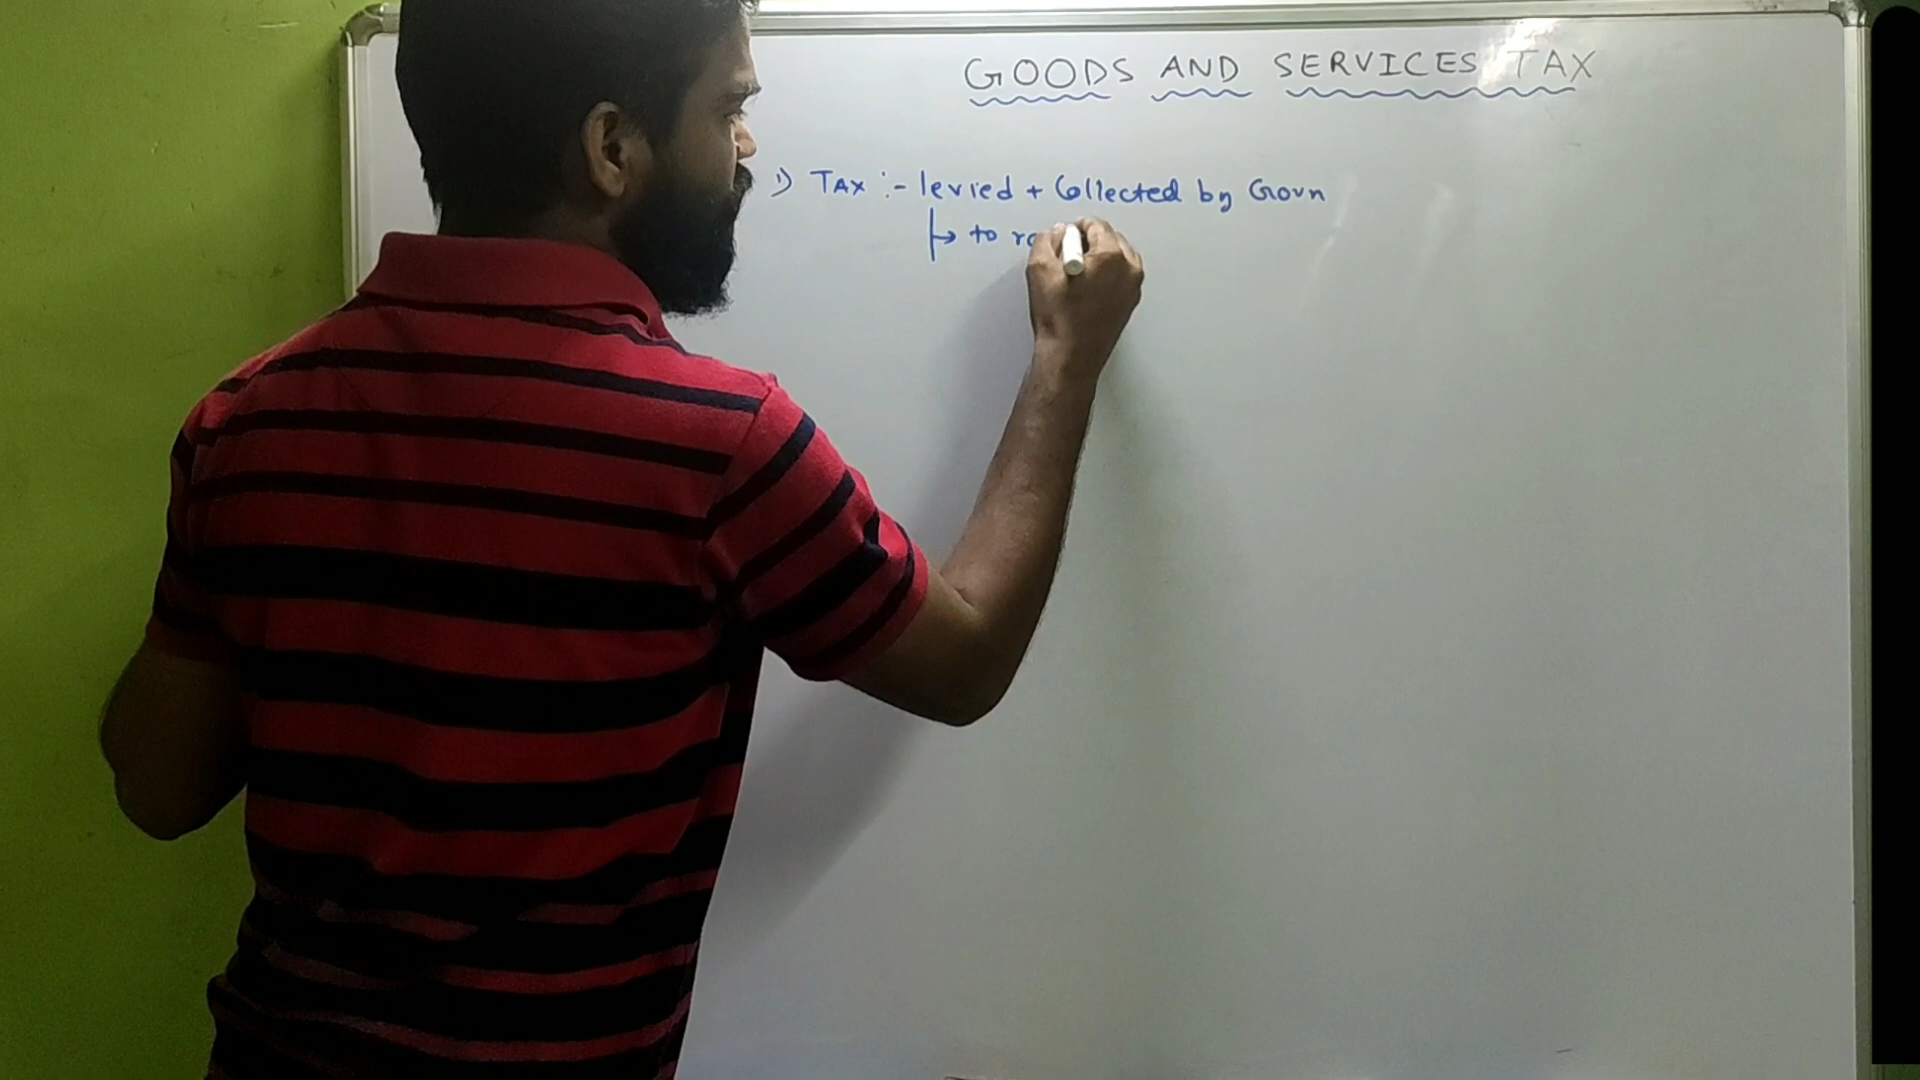 GOODS AND SERVICES TAX
1) TAX :- levied + Collected by Govn
to